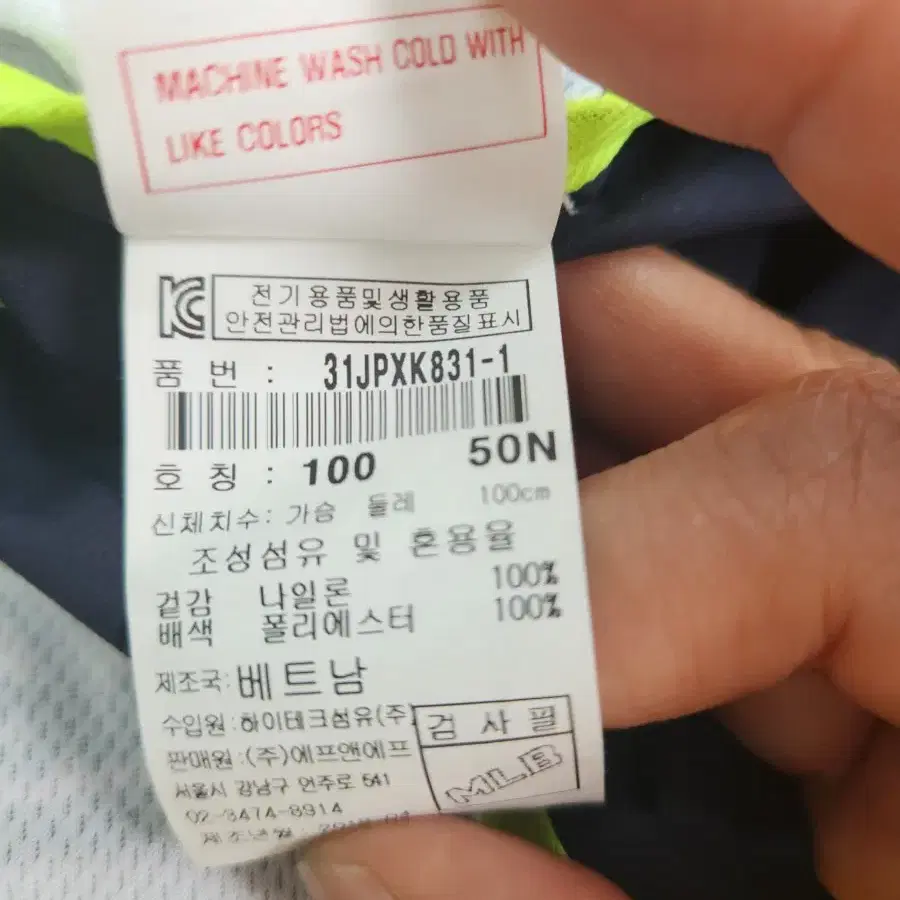 MACHINE WASH COLD WITH
LIKE COLORS
KC
전기용품및생활용품
안전관리법에의한품질표시
품 번 : 31JPXK831-1
호 칭 : 100 50N
신체치수: 가슴 둘레 100cm
조성섬유 및 혼용율
겉감 나일론 100%
배색 폴리에스터 100%
제조국: 베트남
수입원:하이테크섬유(주)
판매원:(주)에프앤에프
서울시 강남구 언주로 541
02-3474-8914
제조년월:
검 사 필
MLB